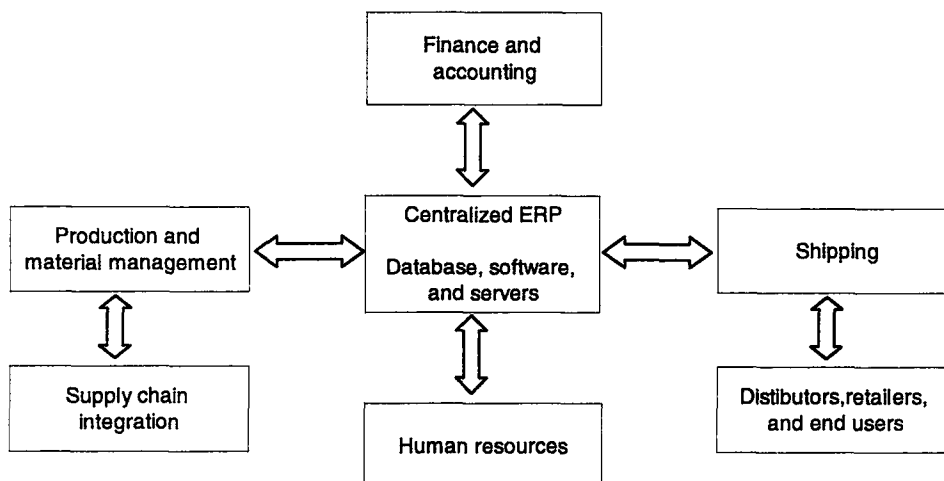 Finance and
accounting
Centralized ERP
Database, software,
and servers
Production and
material management
Shipping
Supply chain
integration
Human resources
Distibutors,retailers,
and end users